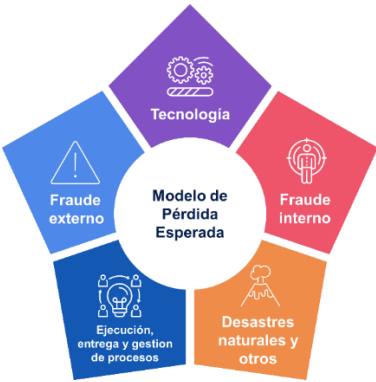 Tecnología
Fraude
externo
Modelo de
Pérdida
Esperada
Fraude
interno
Ejecución,
entrega y gestion
de procesos
Desastres
naturales y
otros